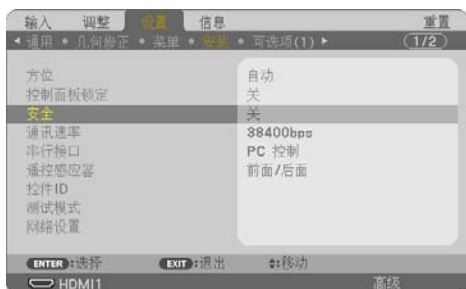 输入 调整 设置 信息 重置
通用 • 几何修正 • 菜单 • 安装 • 可选项(1) 1/2
方位 自动
控制面板锁定 关
安全 关
通讯速率 38400bps
串行接口 PC 控制
遥控感应器 前面/后面
控件ID
测试模式
网络设置
ENTER :选择 EXIT :退出 :移动
HDMI1 高级